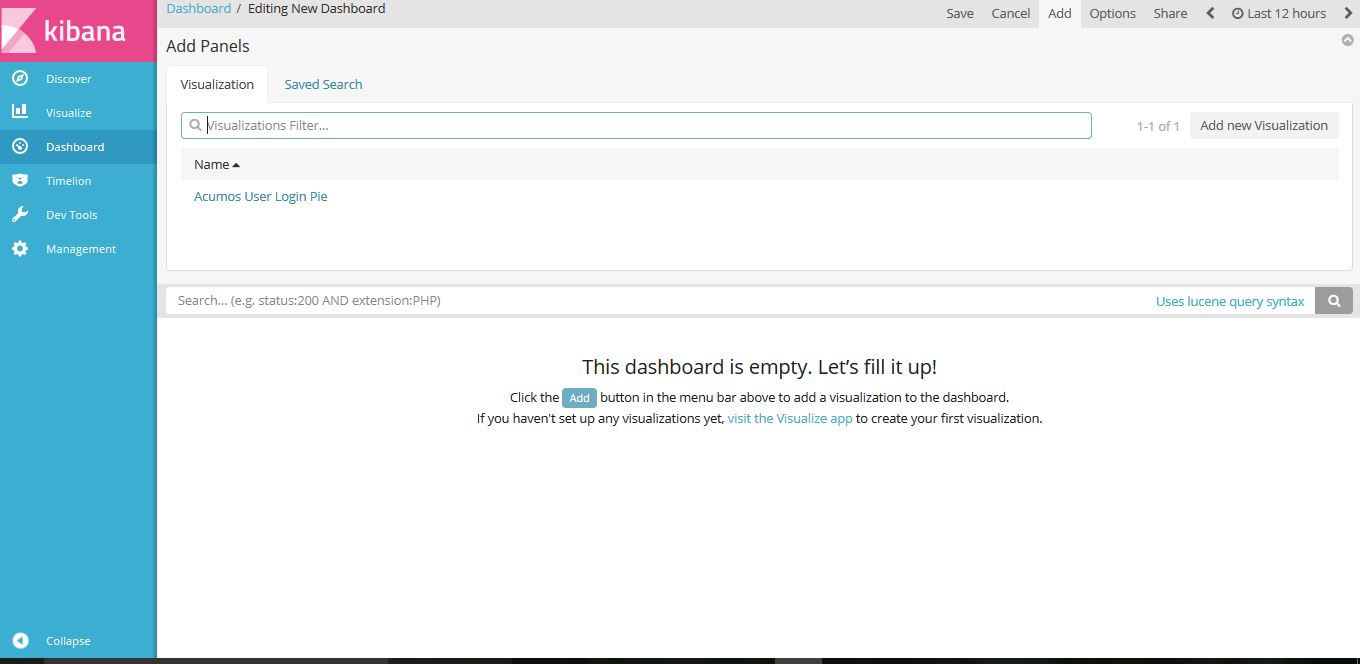 kibana
Discover
Visualize
Dashboard
Timelion
Dev Tools
Management
Collapse
Dashboard / Editing New Dashboard
Save Cancel Add Options Share Last 12 hours
Add Panels
Visualization Saved Search
Visualizations Filter...
1-1 of 1 Add new Visualization
Name
Acumos User Login Pie
Search... (e.g. status:200 AND extension:PHP) Uses lucene query syntax
This dashboard is empty. Let’s fill it up!
Click the Add button in the menu bar above to add a visualization to the dashboard.
If you haven't set up any visualizations yet, visit the Visualize app to create your first visualization.